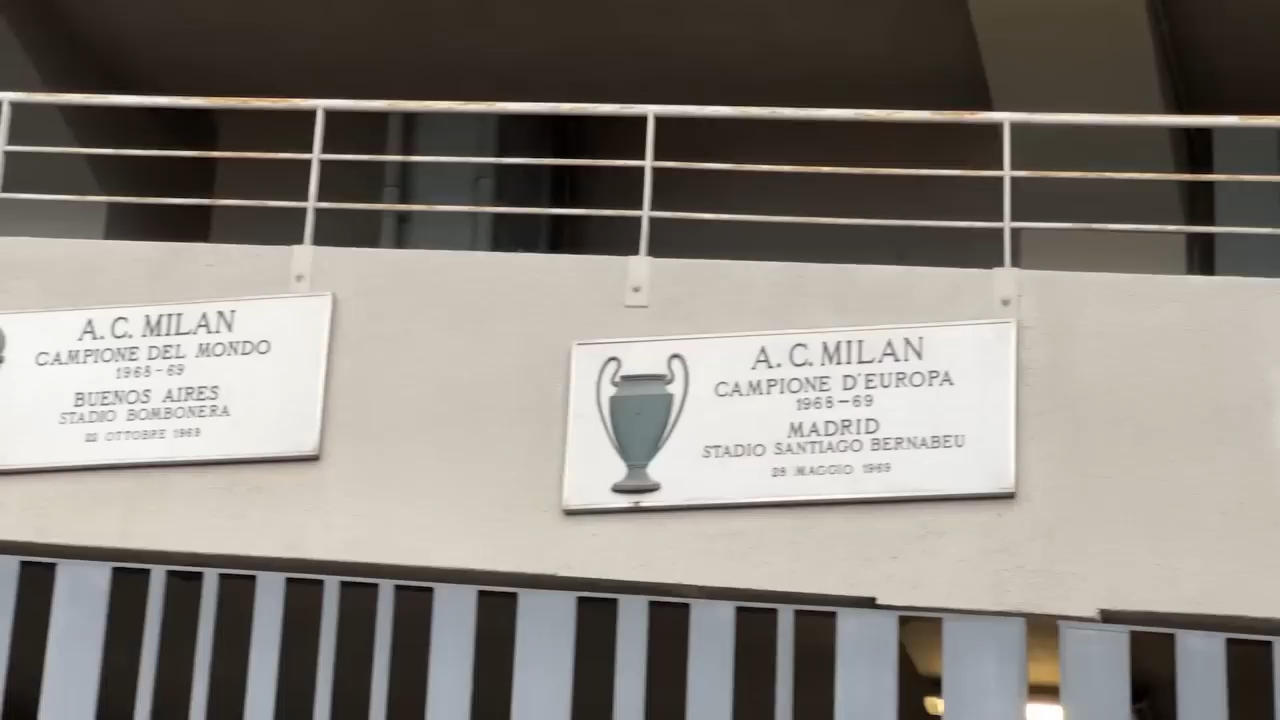 A. C. MILAN
CAMPIONE DEL MONDO
1968-69
BUENOS AIRES
STADIO BOMBONERA
22 OTTOBRE 1969
A. C. MILAN
CAMPIONE D'EUROPA
1968-69
MADRID
STADIO SANTIAGO BERNABEU
28 MAGGIO 1969